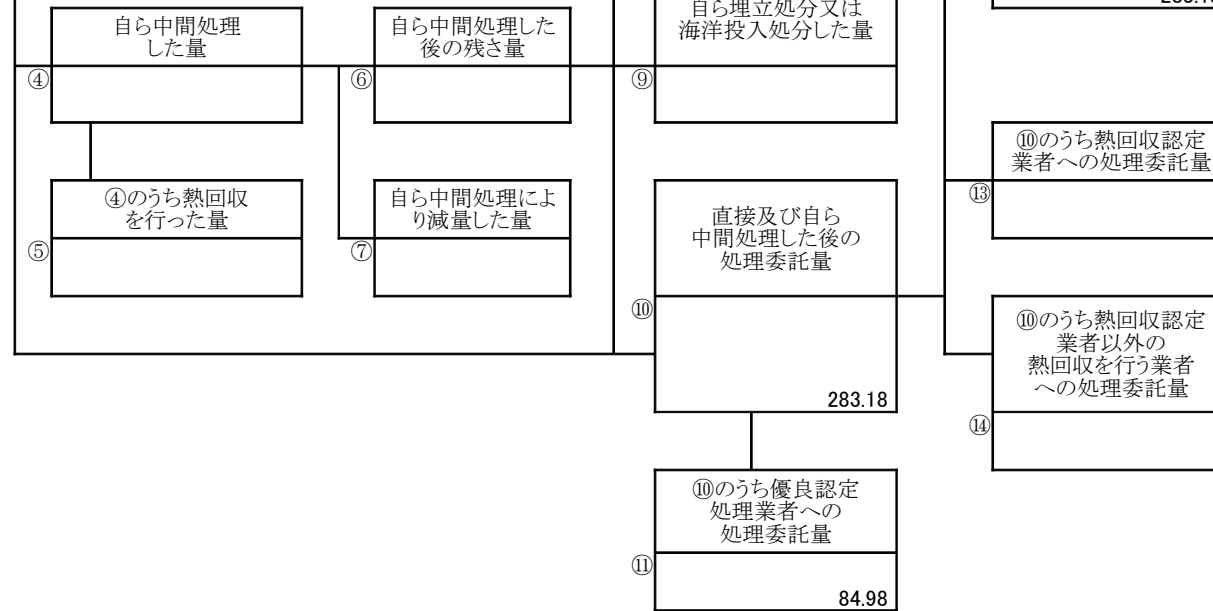 自ら中間処理
した量
④
自ら中間処理した
後の残さ量
⑥
自ら埋立処分又は
海洋投入処分した量
⑨
④のうち熱回収
を行った量
⑤
自ら中間処理によ
り減量した量
⑦
直接及び自ら
中間処理した後の
処理委託量
⑩
283.18
⑩のうち熱回収認定
業者への処理委託量
⑬
⑩のうち熱回収認定
業者以外の
熱回収を行う業者
への処理委託量
⑭
⑩のうち優良認定
処理業者への
処理委託量
⑪
84.98